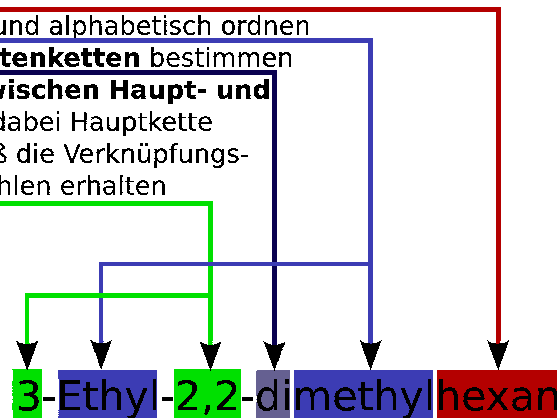 und alphabetisch ordnen
tenketten bestimmen
wischen Haupt- und
dabei Hauptkette
ß die Verknüpfungs-
hlen erhalten
3-Ethyl-2,2-dimethylhexan